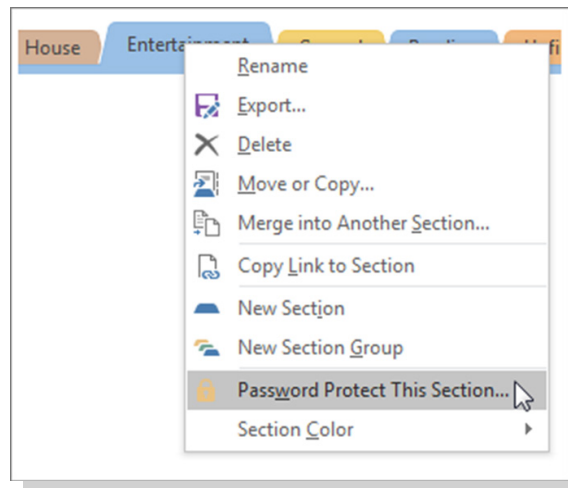 House
Rename
Export...
Delete
Move or Copy...
Merge into Another Section...
Copy Link to Section
New Section
New Section Group
Password Protect This Section...
Section Color